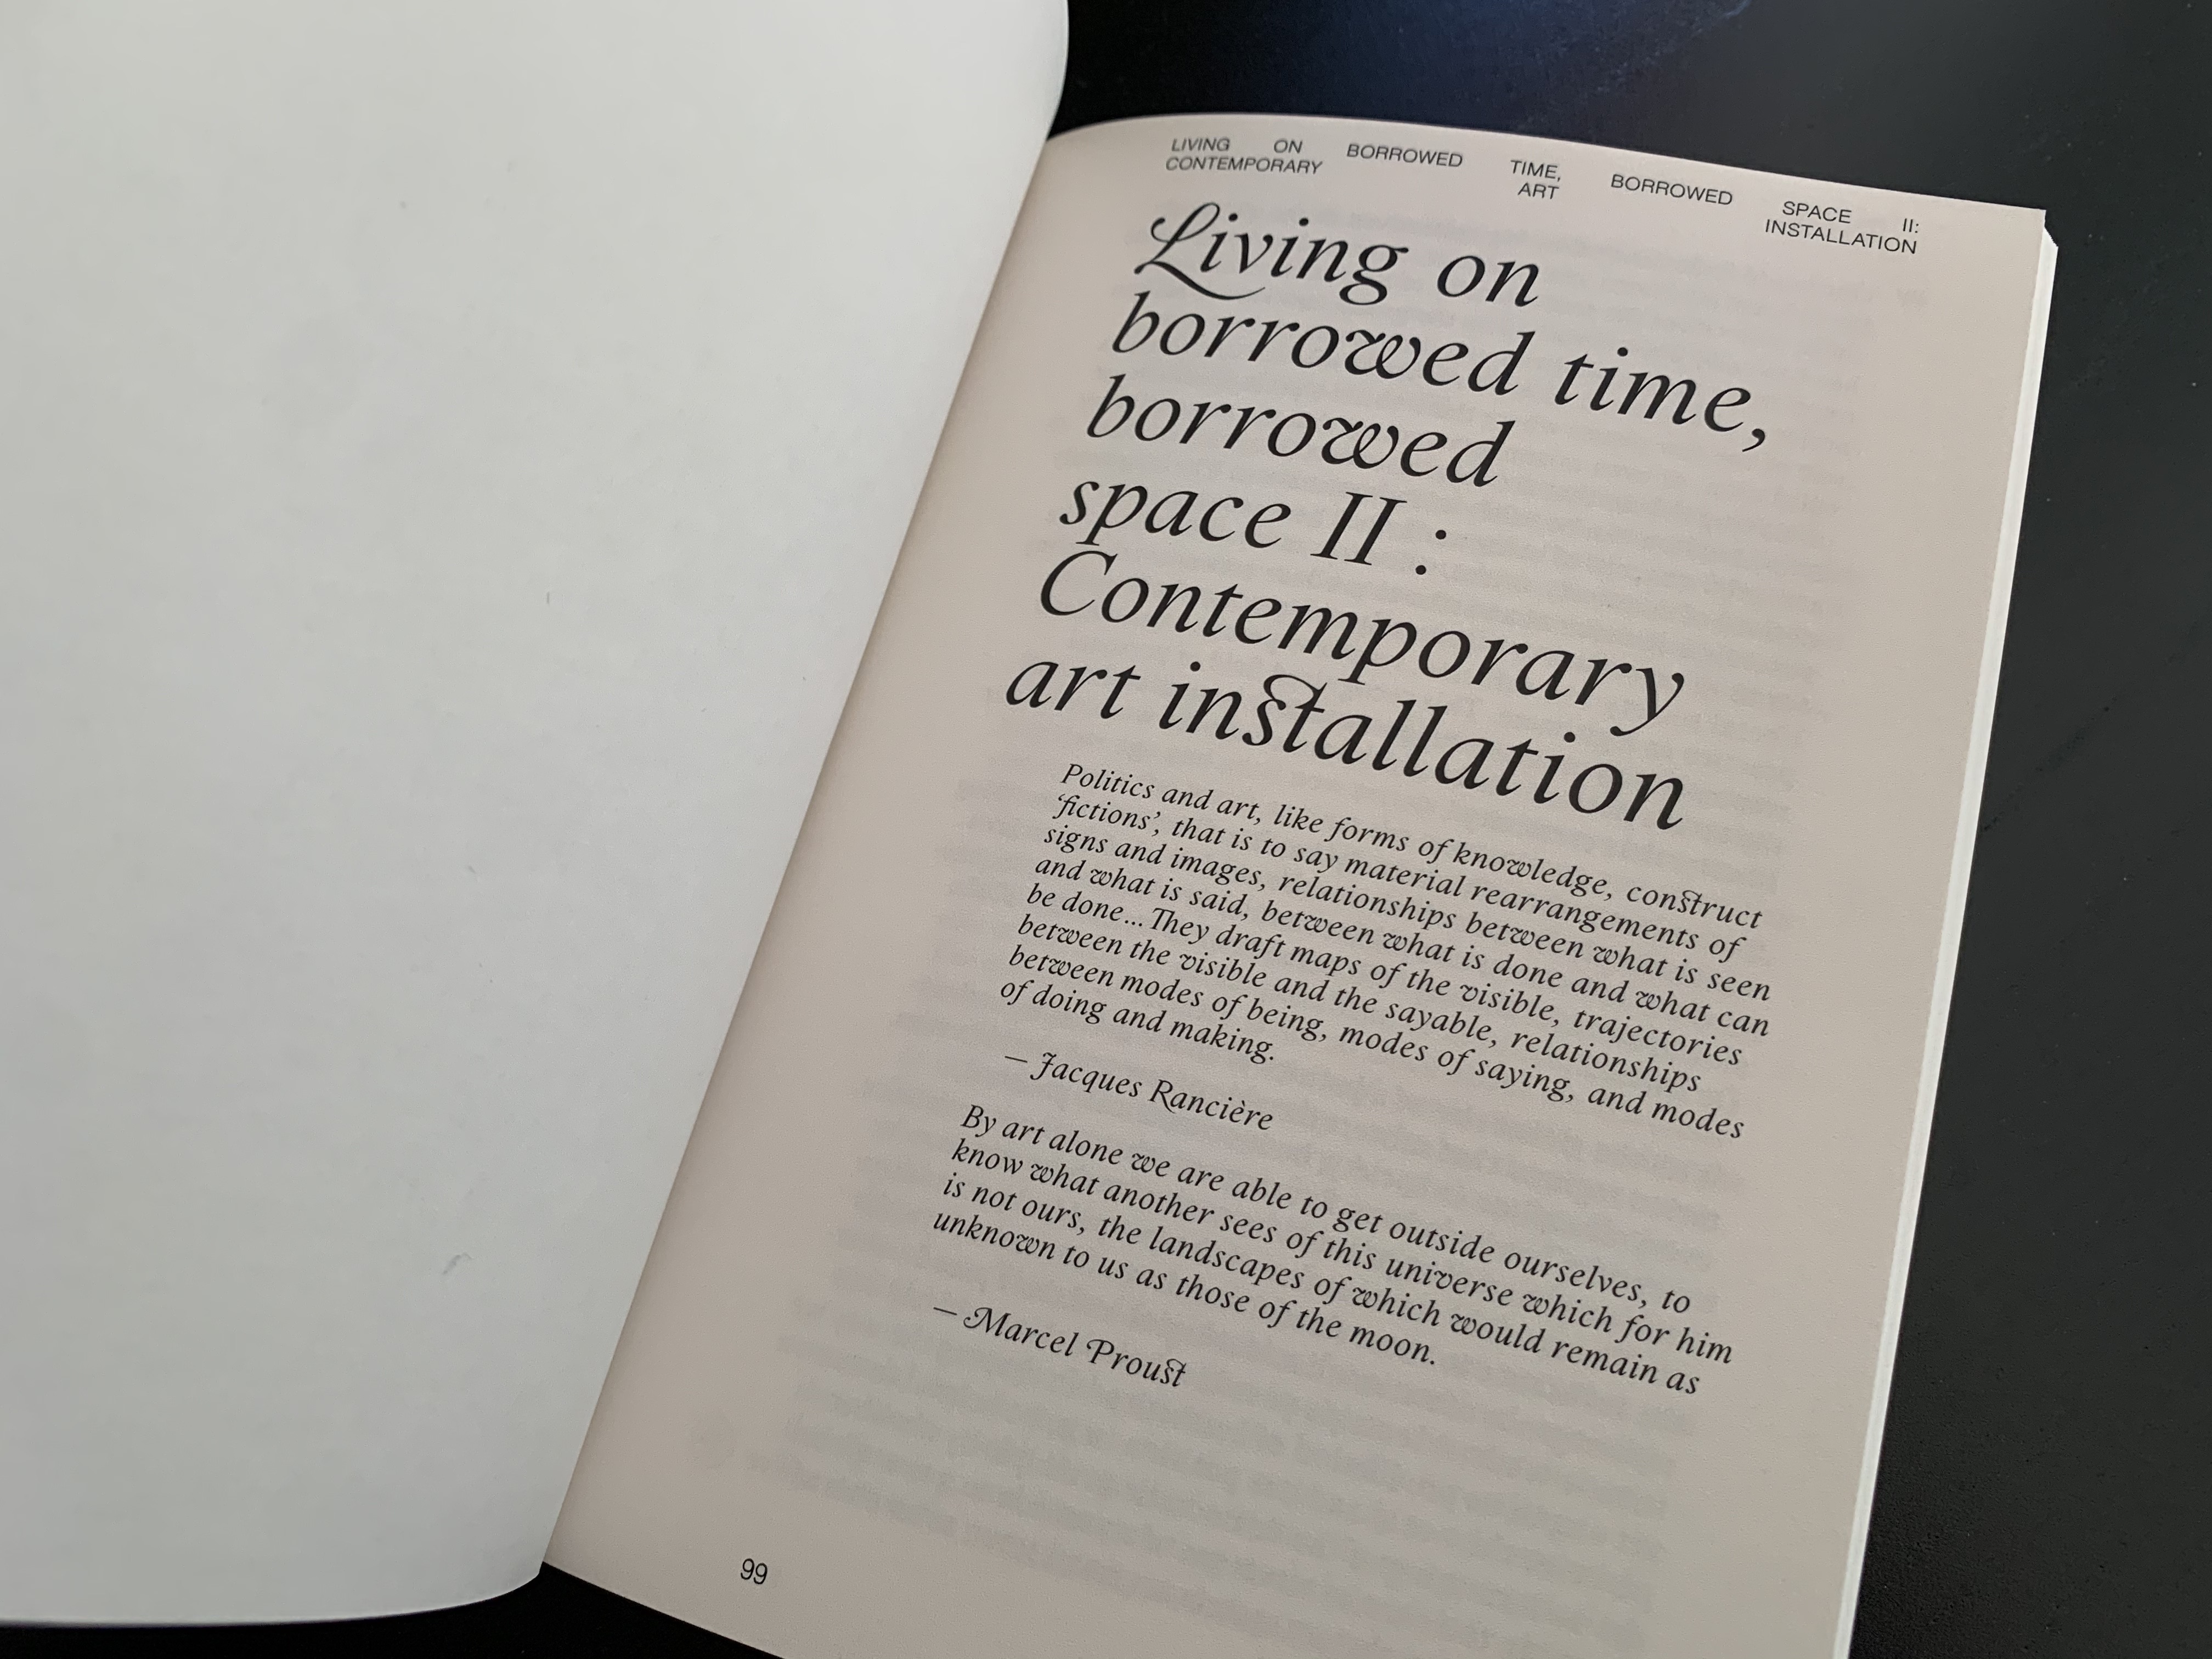 LIVING ON BORROWED TIME, BORROWED SPACE II:
CONTEMPORARY ART INSTALLATION
Living on
borrowed time,
borrowed
space II :
Contemporary
art installation
Politics and art, like forms of knowledge, construct
‘fictions’, that is to say material rearrangements of
signs and images, relationships between what is seen
and what is said, between what is done and what can
be done... They draft maps of the visible, trajectories
between the visible and the sayable, relationships
between modes of being, modes of saying, and modes
of doing and making.
— Jacques Rancière
By art alone we are able to get outside ourselves, to
know what another sees of this universe which for him
is not ours, the landscapes of which would remain as
unknown to us as those of the moon.
— Marcel Proust
99